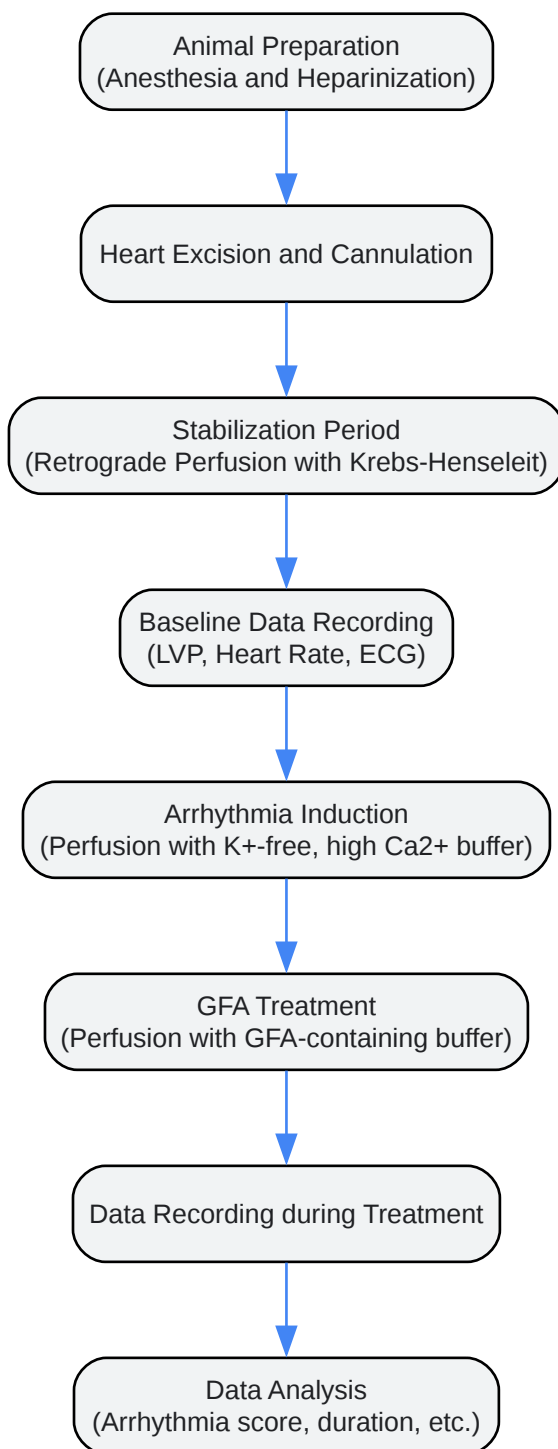 Animal Preparation
(Anesthesia and Heparinization)
Heart Excision and Cannulation
Stabilization Period
(Retrograde Perfusion with Krebs-Henseleit)
Baseline Data Recording
(LVP, Heart Rate, ECG)
Arrhythmia Induction
(Perfusion with K+-free, high Ca2+ buffer)
GFA Treatment
(Perfusion with GFA-containing buffer)
Data Recording during Treatment
Data Analysis
(Arrhythmia score, duration, etc.)